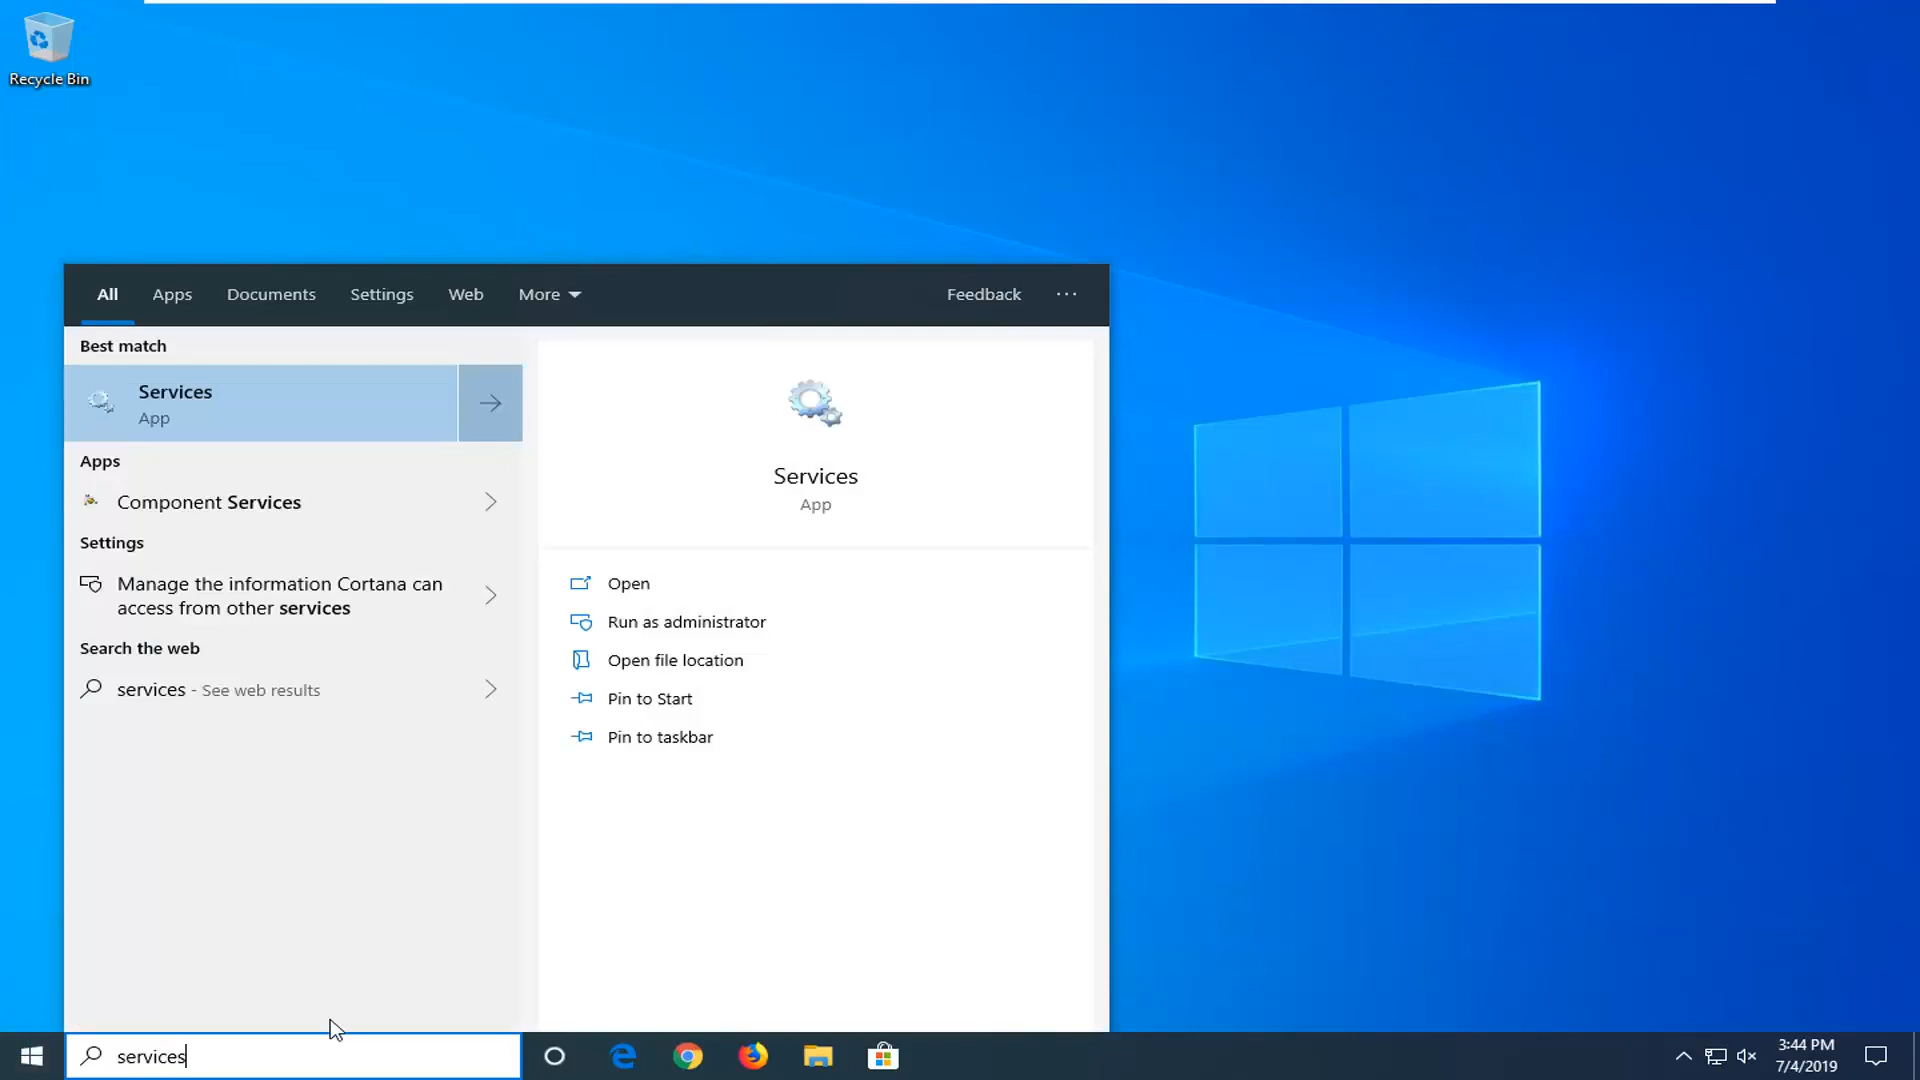 Recycle Bin
All Apps Documents Settings Web More Feedback ···
Best match
Services
App
Apps
Component Services
Settings
Manage the information Cortana can
access from other services
Search the web
services - See web results
Services
App
Open
Run as administrator
Open file location
Pin to Start
Pin to taskbar
services
3:44 PM
7/4/2019